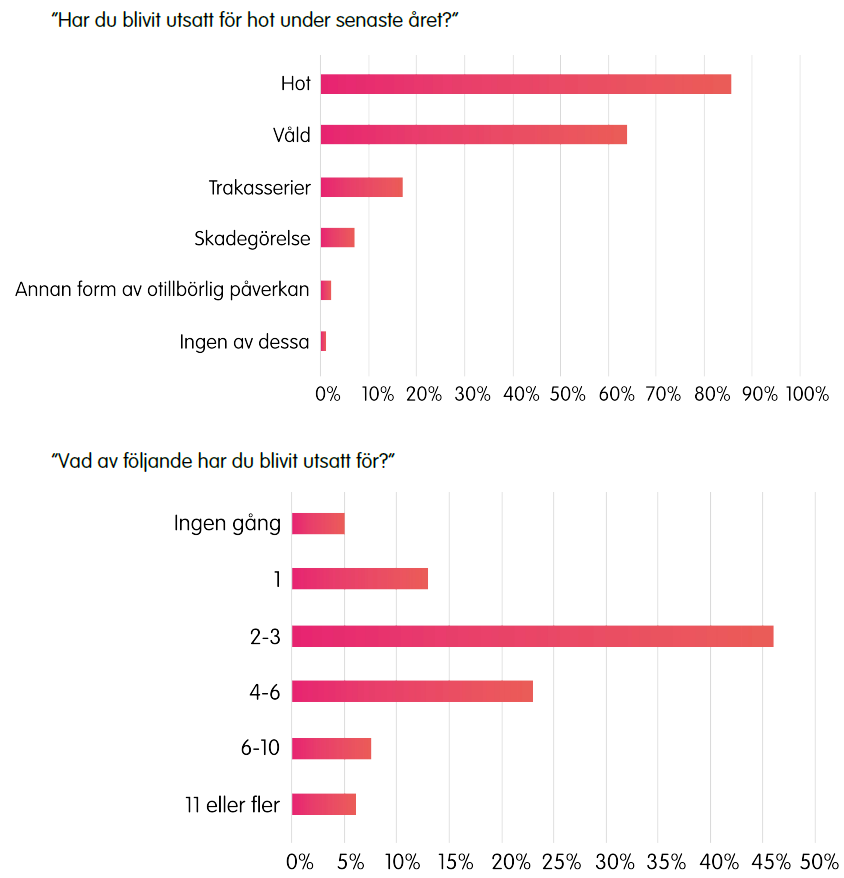 ”Har du blivit utsatt för hot under senaste året?”
Hot
Våld
Trakasserier
Skadegörelse
Annan form av otillbörlig påverkan
Ingen av dessa
0% 10% 20% 30% 40% 50% 60% 70% 80% 90% 100%
”Vad av följande har du blivit utsatt för?”
Ingen gång
1
2-3
4-6
6-10
11 eller fler
0% 5% 10% 15% 20% 25% 30% 35% 40% 45% 50%